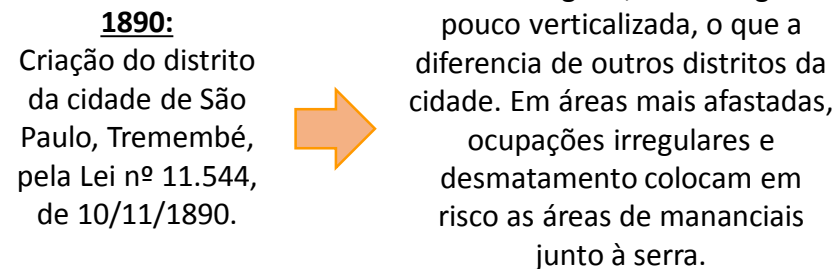 1890:
Criação do distrito
da cidade de São
Paulo, Tremembé,
pela Lei nº 11.544,
de 10/11/1890.
pouco verticalizada, o que a
diferencia de outros distritos da
cidade. Em áreas mais afastadas,
ocupações irregulares e
desmatamento colocam em
risco as áreas de mananciais
junto à serra.